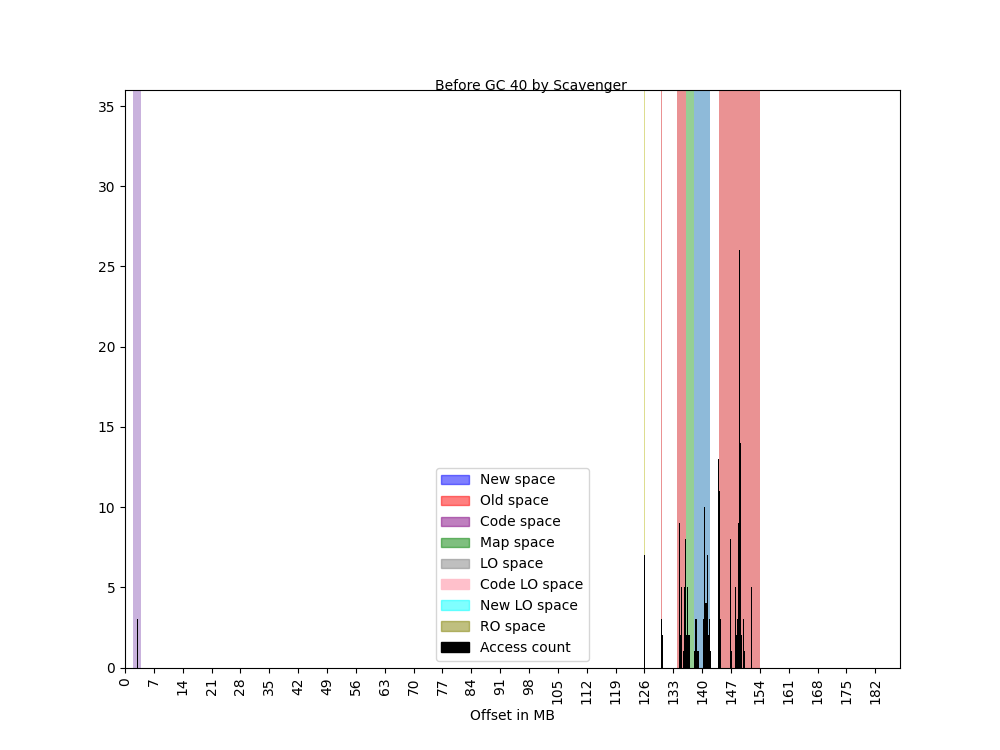 Before GC 40 by Scavenger
35
30
25
20
15
10
5
0
New space
Old space
Code space
Map space
LO space
Code LO space
New LO space
RO space
Access count
0 7 14 21 28 35 42 49 56 63 70 77 84 91 98 105 112 119 126 133 140 147 154 161 168 175 182
Offset in MB